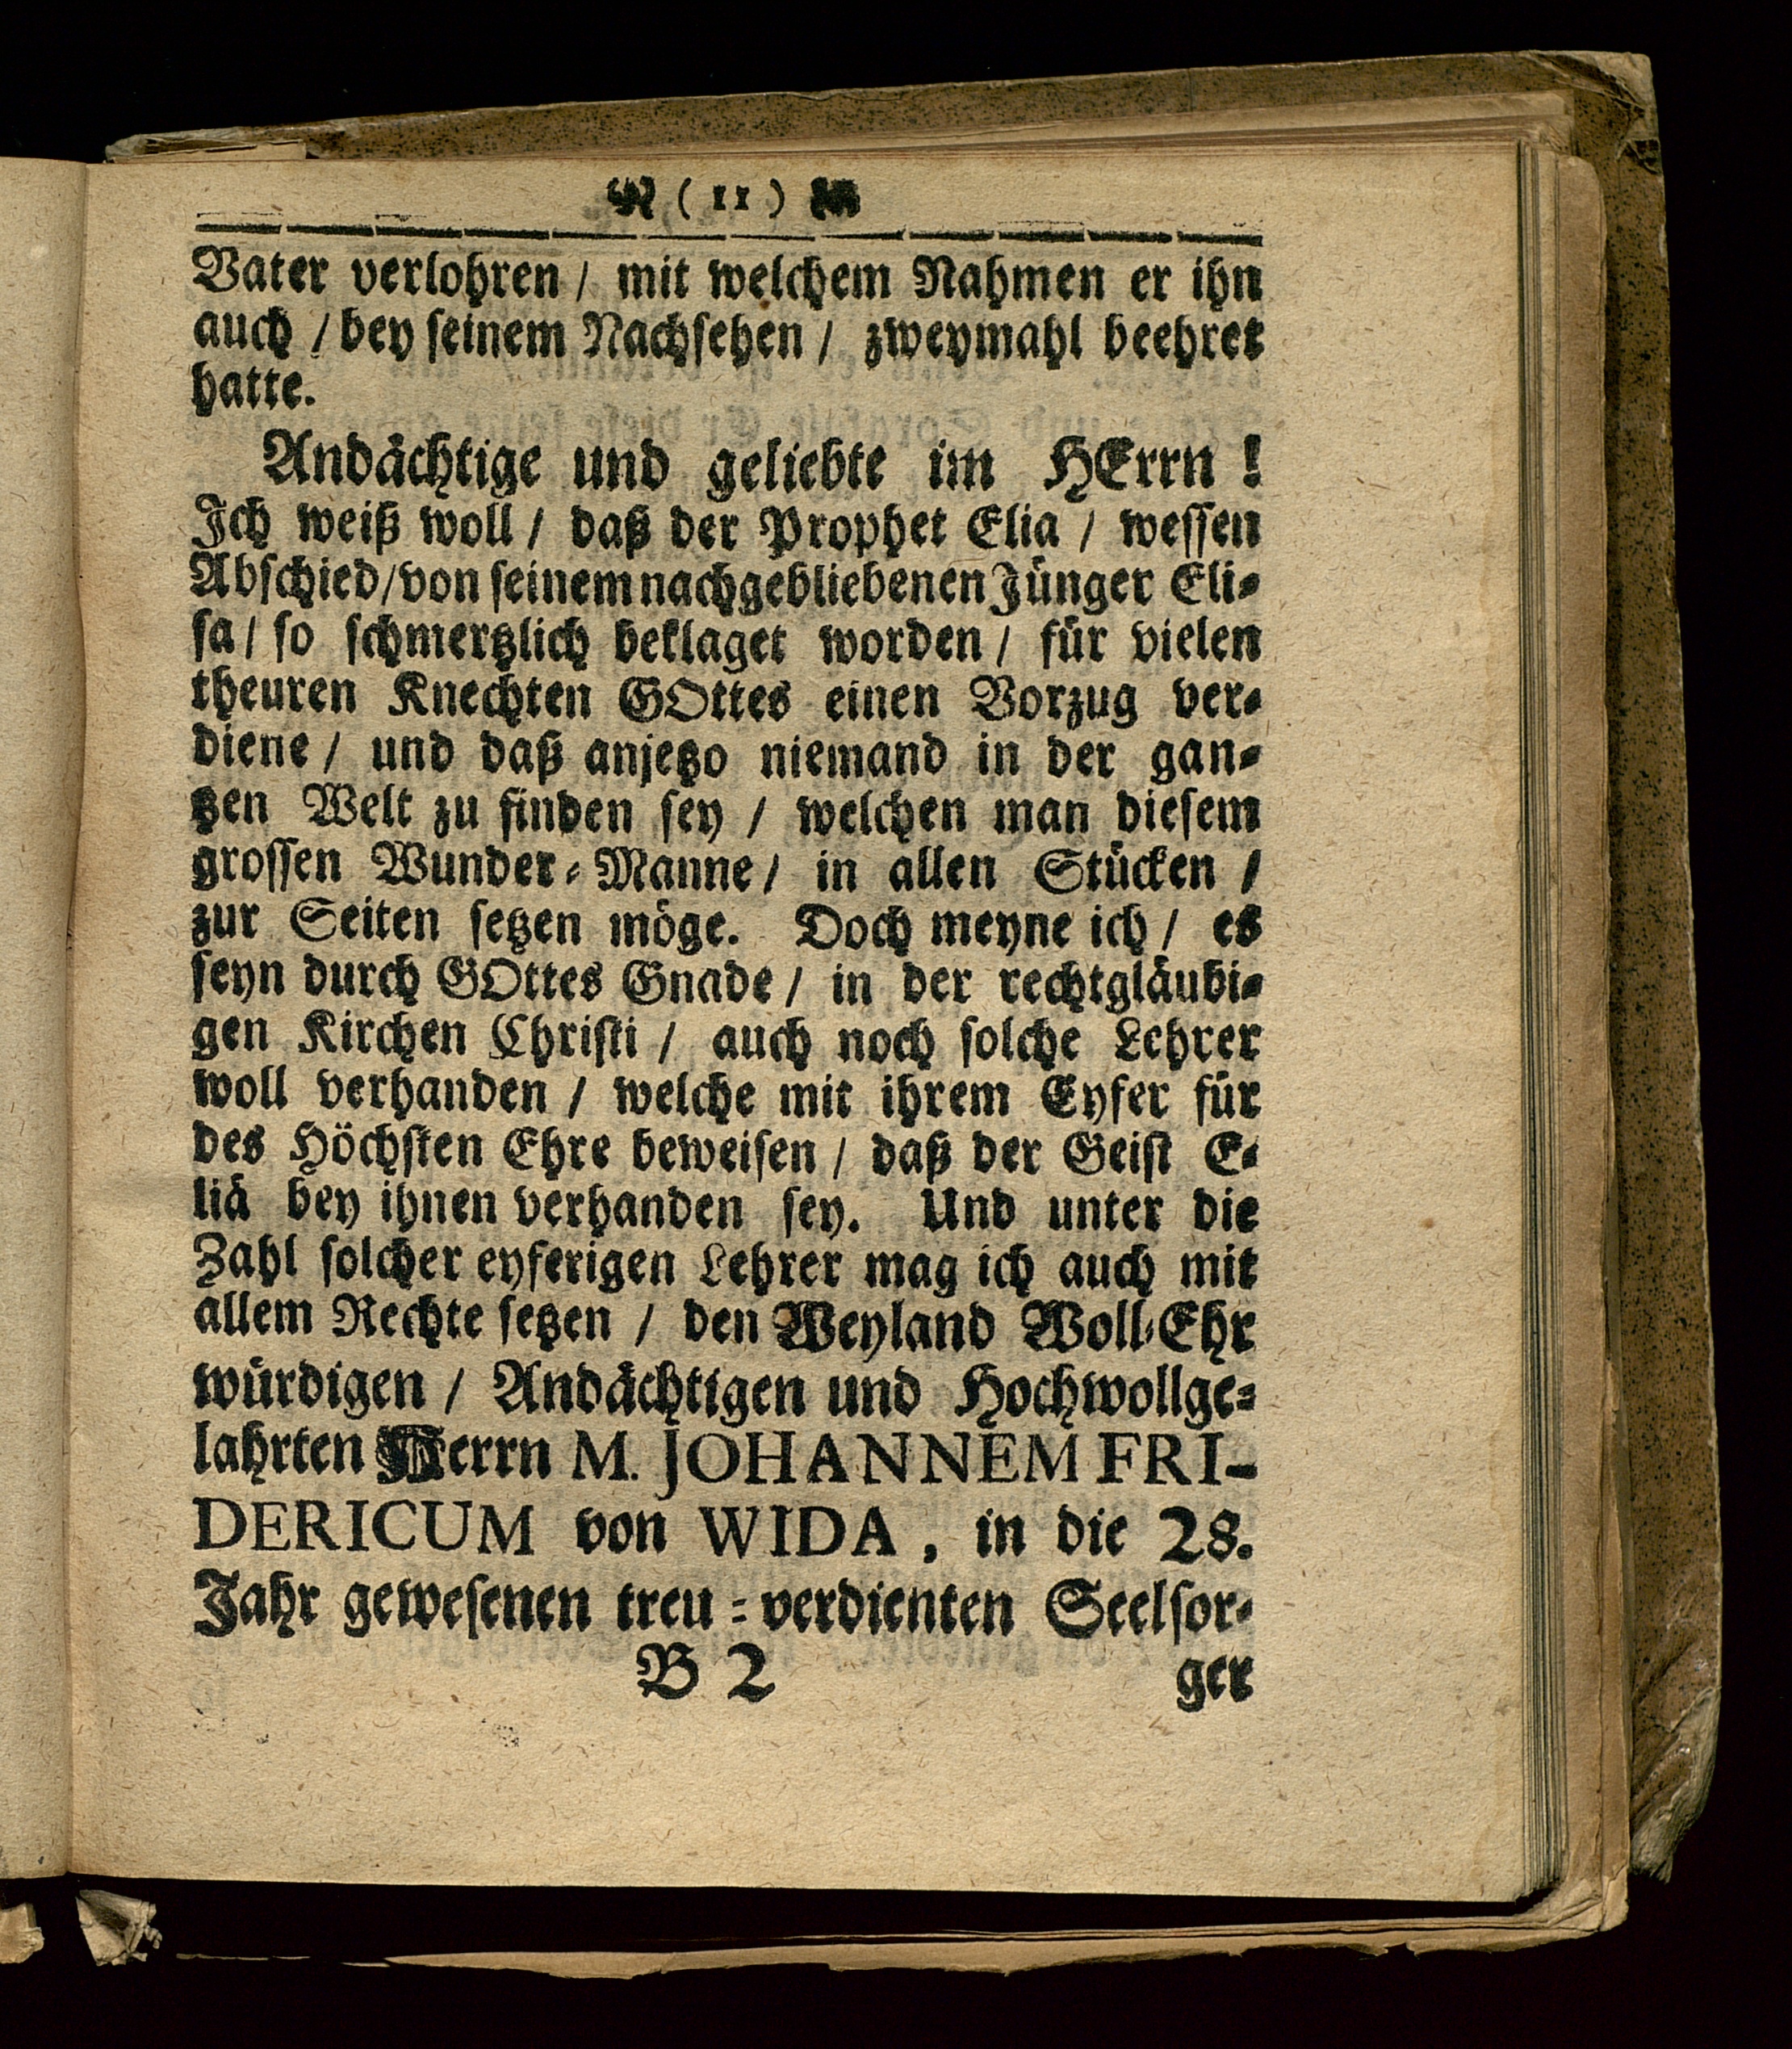 ( 11 )
Vater verlohren / mit welchem Nahmen er ihn
auch / bey seinem Nachsehen / zweymahl beehret
hatte.
Andächtige und geliebte im HErrn !
Ich weiß woll / daß der Prophet Elia / wessen
Abschied / von seinem nachgebliebenen Jünger Eli-
sa / so schmertzlich beklaget worden / für vielen
theuren Knechten GOttes einen Vorzug ver-
diene / und daß anjetzo niemand in der gan-
tzen Welt zu finden sey / welchen man diesem
grossen Wunder-Manne / in allen Stücken /
zur Seiten setzen möge. Doch meyne ich / es
seyn durch GOttes Gnade / in der rechtgläubi-
gen Kirchen Christi / auch noch solche Lehrer
woll verhanden / welche mit ihrem Eyfer für
des Höchsten Ehre beweisen / daß der Geist E-
liä bey ihnen verhanden sey. Und unter die
Zahl solcher eyferigen Lehrer mag ich auch mit
allem Rechte setzen / den Weyland Woll-Ehr
würdigen / Andächtigen und Hochwollge-
lahrten Herrn M. JOHANNEM FRI-
DERICUM von WIDA, in die 28.
Jahr gewesenen treu-verdienten Seelsor-
B 2 ger